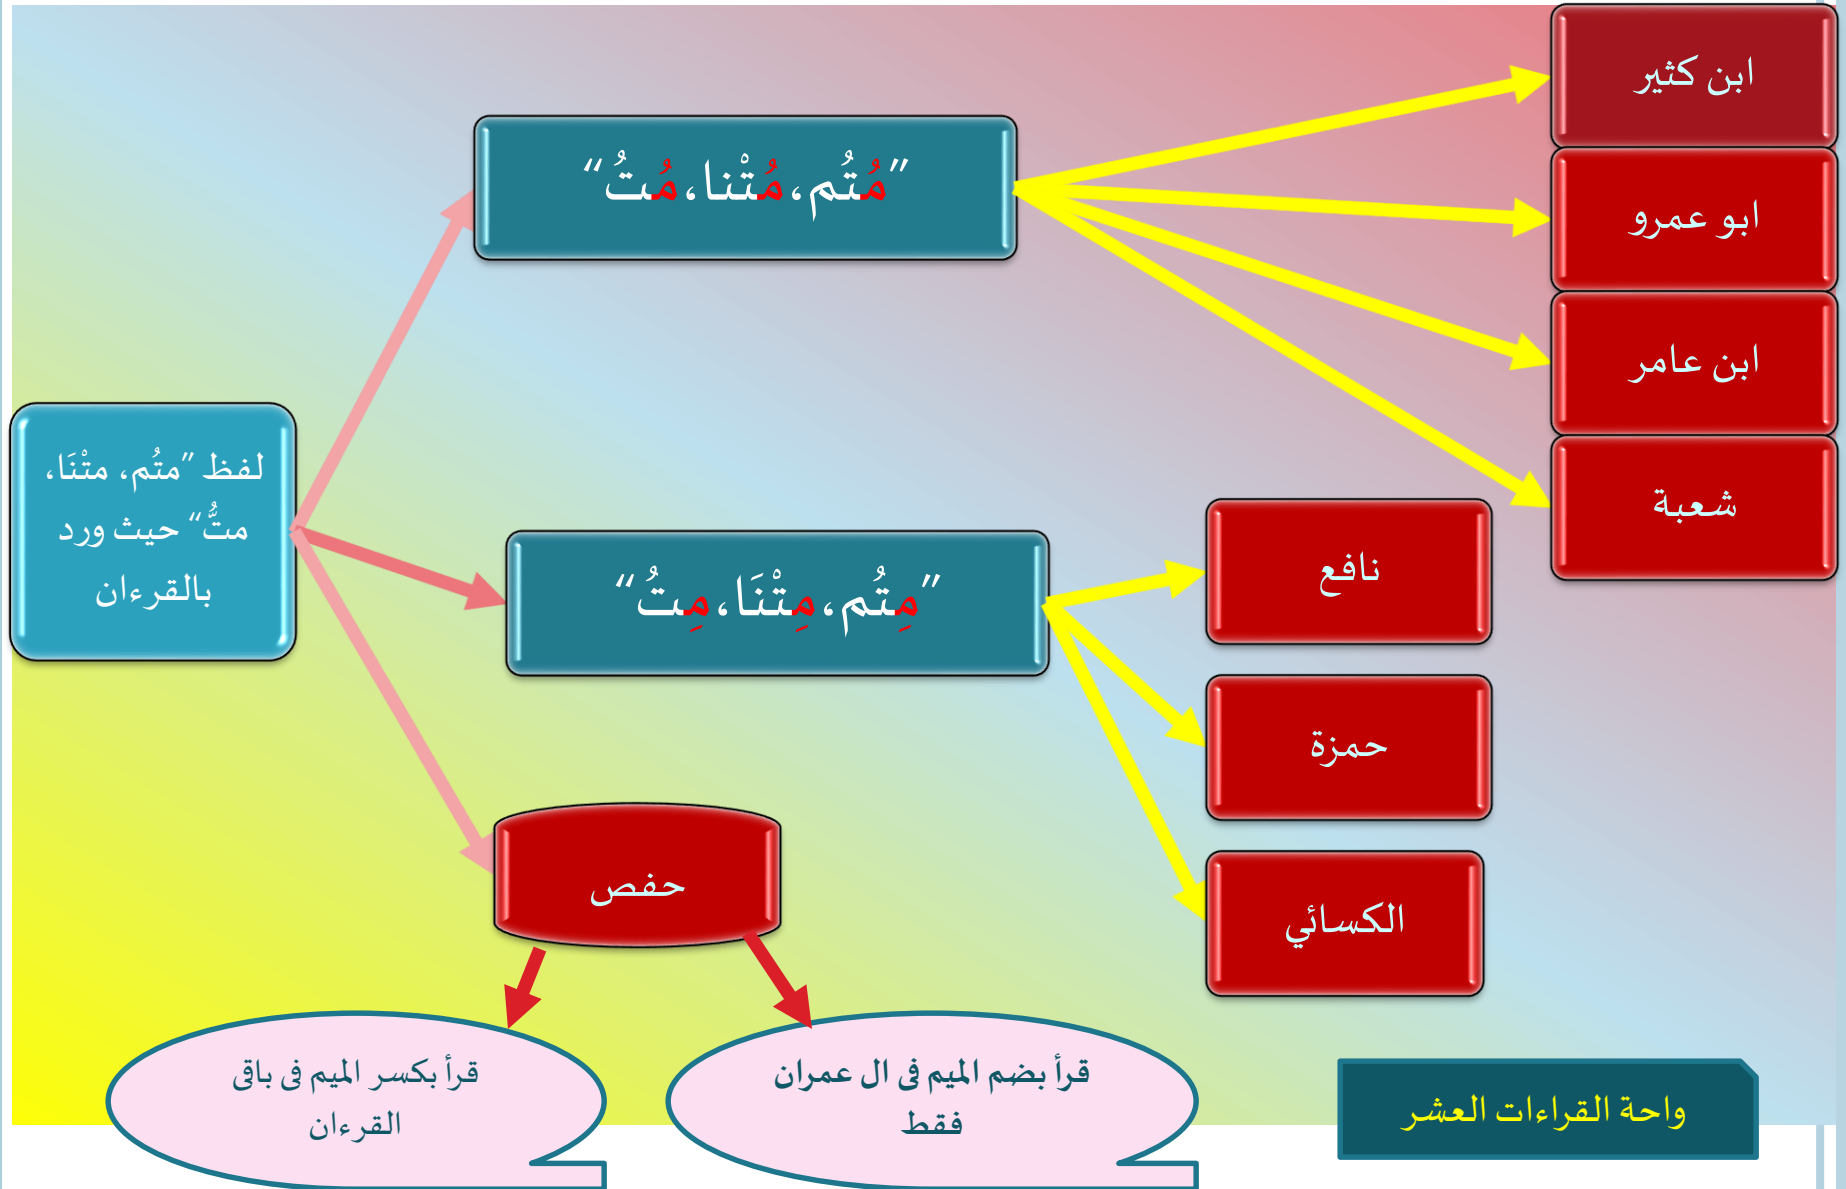 ابن كثير
"مُتُم،مُتْنا،مُتُ"
ابو عمرو
ابن عامر
لفظ "متُم، متْنَا،
متُّ" حيث ورد
بالقرءان
شعبة
نافع
"مِتُم،مِتْنَا،مِتُ"
حمزة
حفص
الكسائي
قرأ بضم الميم فى ال عمران
فقط
قرأ بكسر الميم فى باقى
القرءان
واحة القراءات العشر